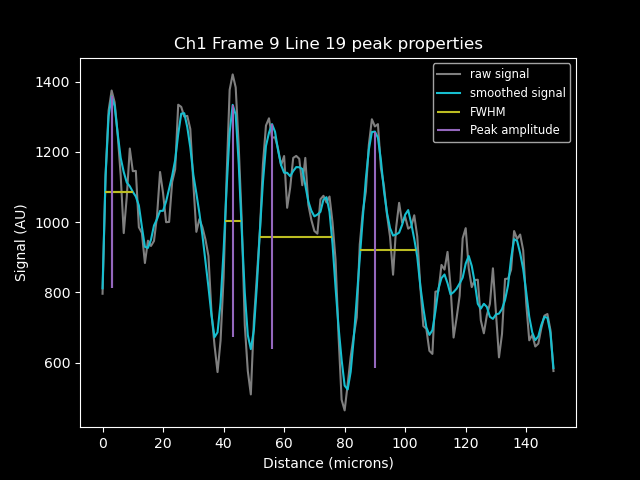 Ch1 Frame 9 Line 19 peak properties
raw signal
smoothed signal
FWHM
Peak amplitude
1400
1200
1000
800
600
Signal (AU)
0 20 40 60 80 100 120 140
Distance (microns)